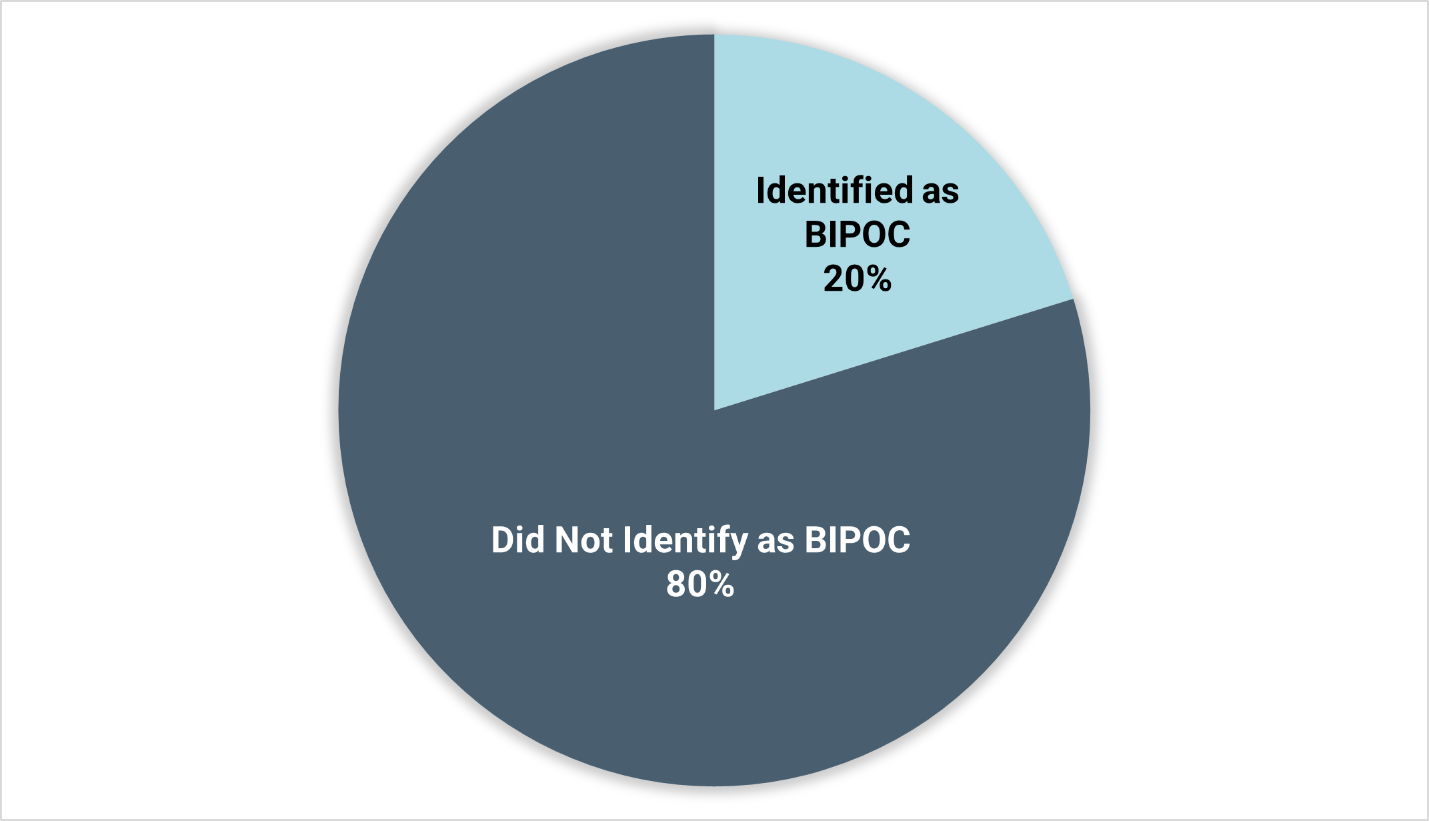 Identified as
BIPOC
20%
Did Not Identify as BIPOC
80%